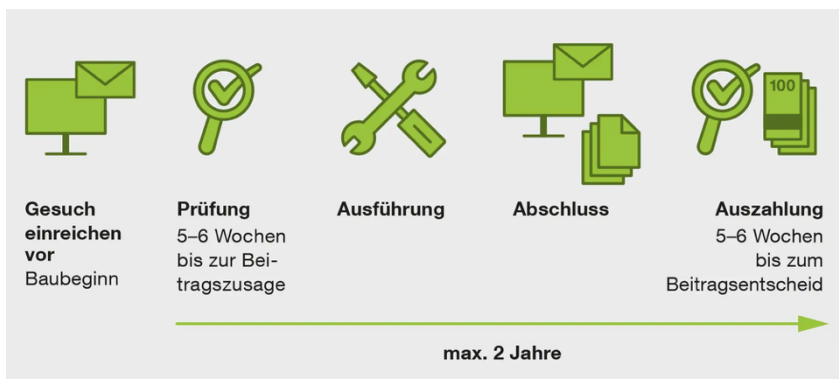 100
Gesuch
einreichen
vor
Baubeginn
Prüfung
5–6 Wochen
bis zur Bei-
tragszusage
Ausführung
Abschluss
Auszahlung
5–6 Wochen
bis zum
Beitragsentscheid
max. 2 Jahre